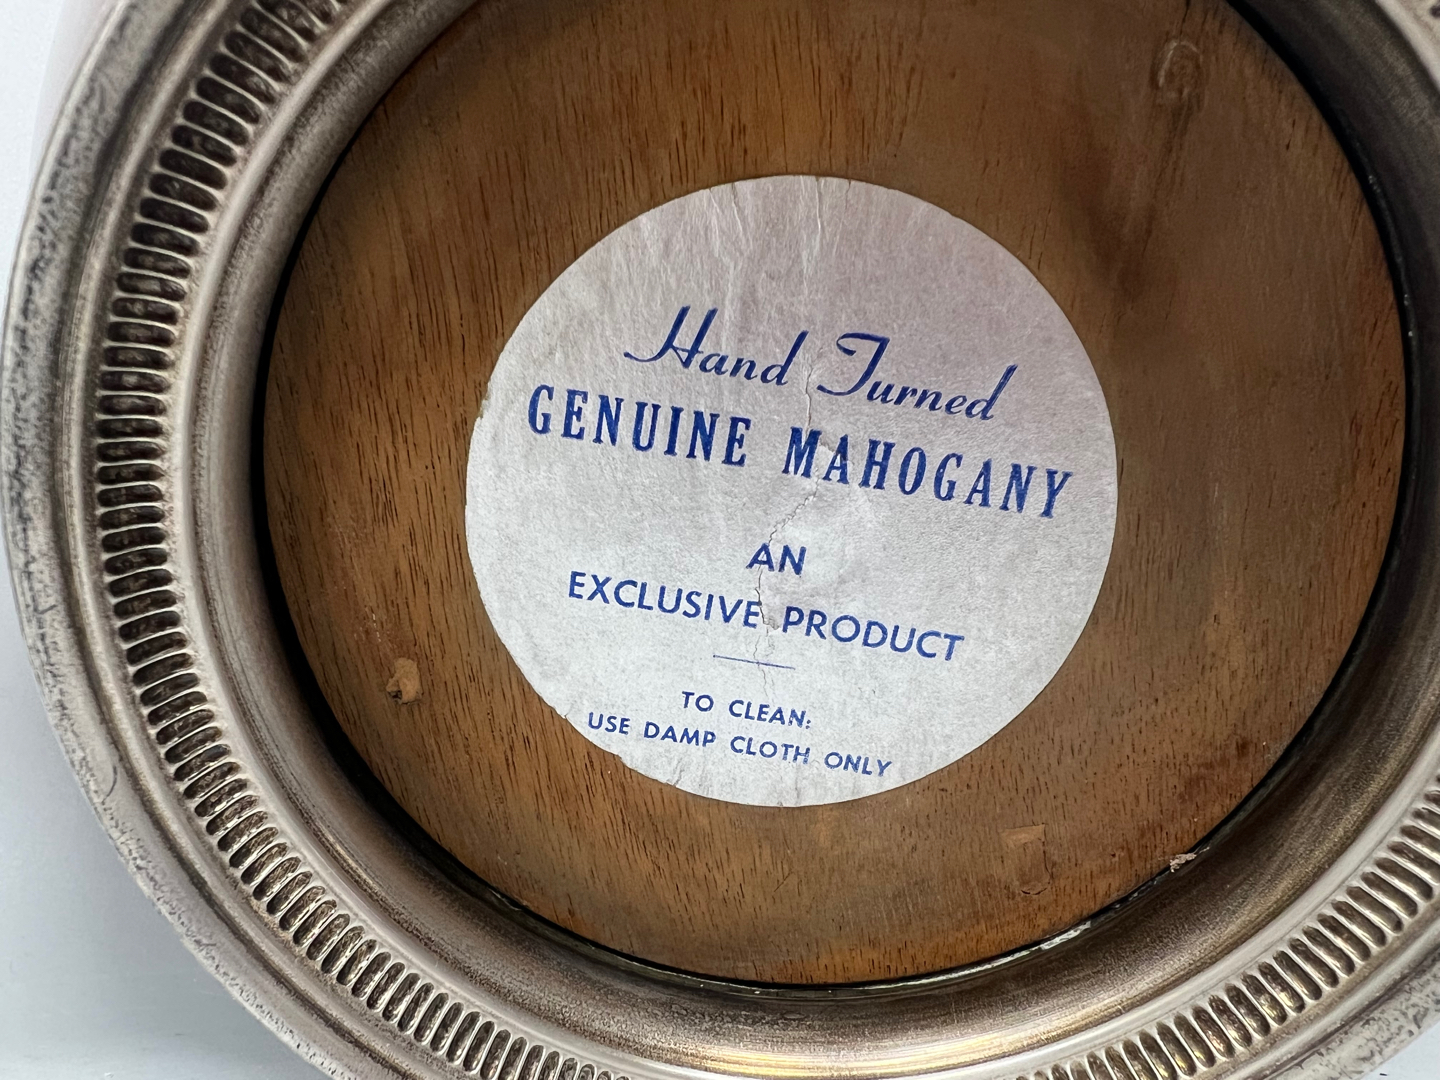 Hand Turned
GENUINE MAHOGANY
AN
EXCLUSIVE PRODUCT
TO CLEAN:
USE DAMP CLOTH ONLY